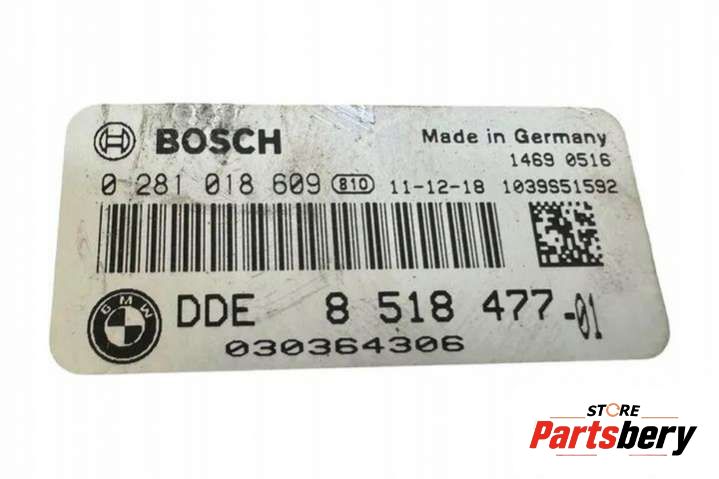 BOSCH Made in Germany
1469 0516
0 281 018 609 810 11-12-18 1039S51592
BMW DDE 8 518 477-01
030364306
STORE
Partsbery